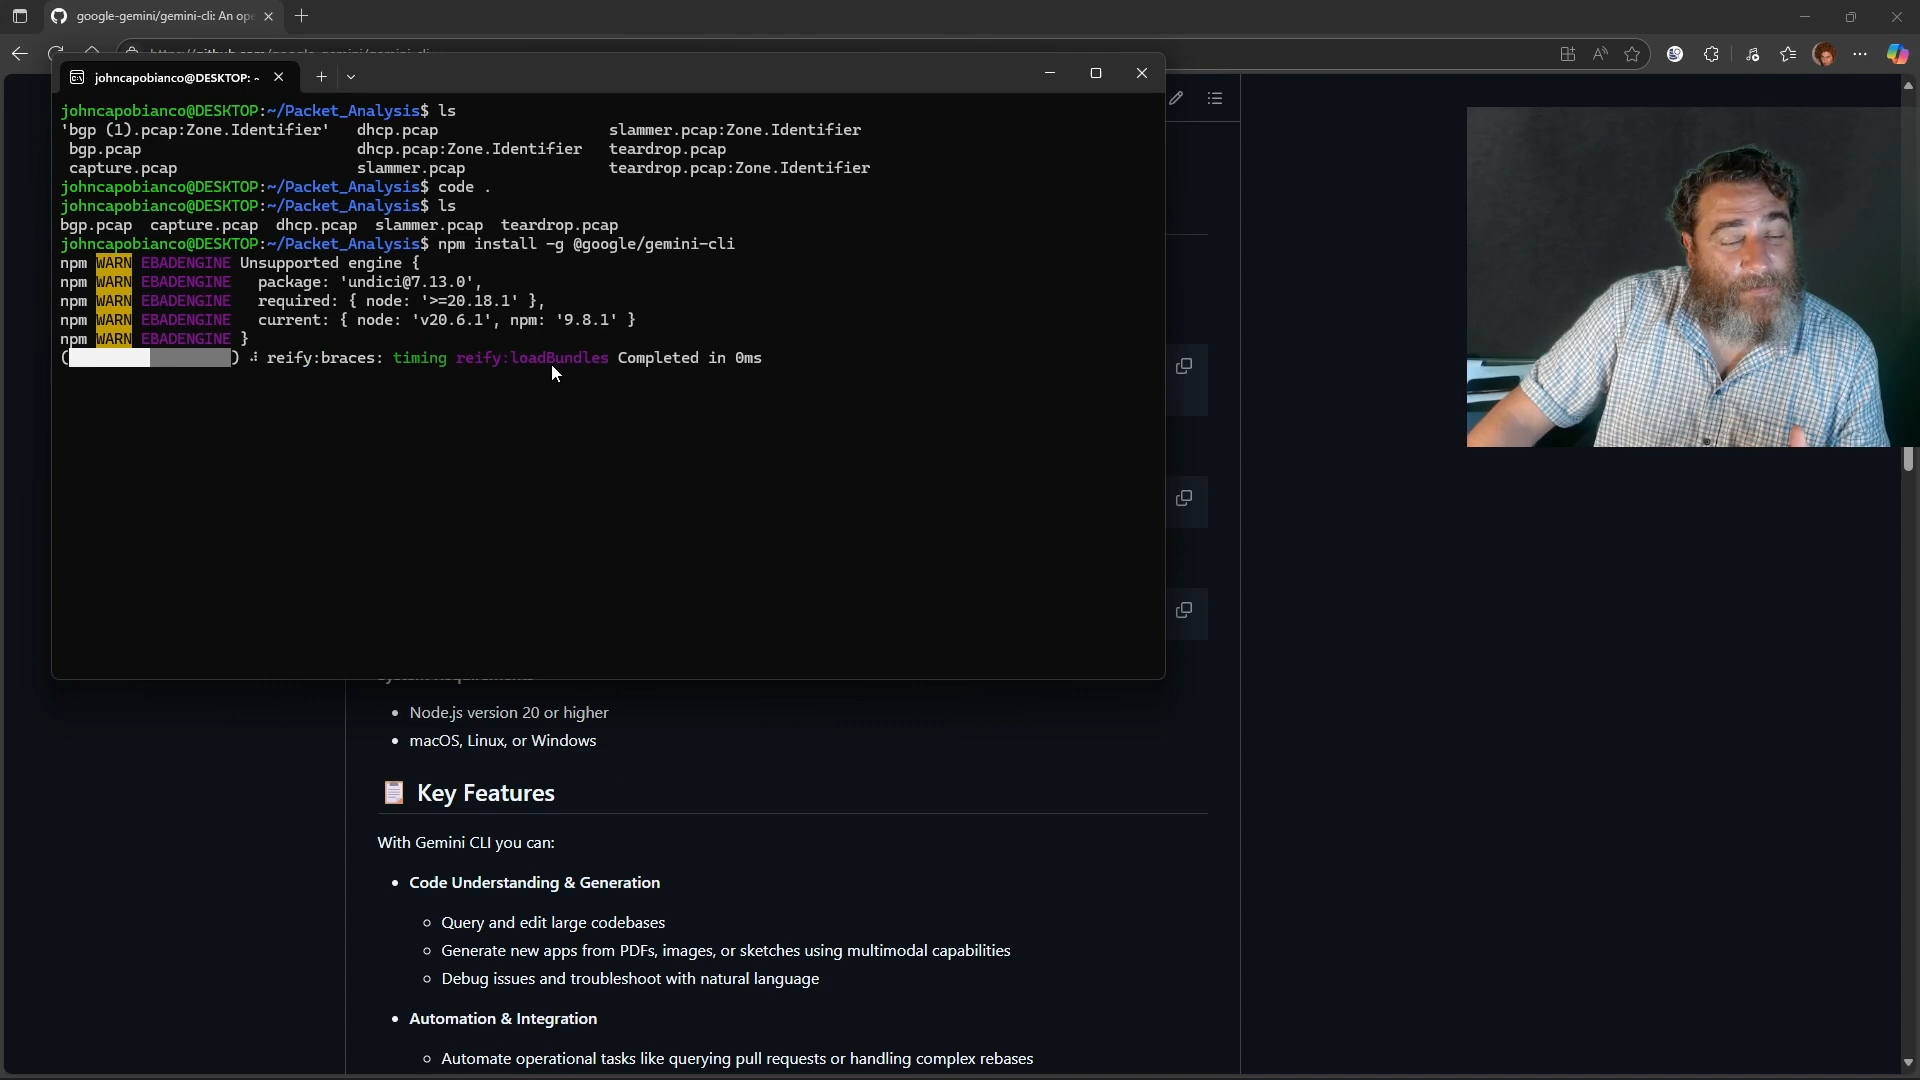 google-gemini/gemini-cli: An ope
johncapobianco@DESKTOP: ~
johncapobianco@DESKTOP:~/Packet_Analysis$ ls
'bgp (1).pcap:Zone.Identifier' dhcp.pcap slammer.pcap:Zone.Identifier
bgp.pcap dhcp.pcap:Zone.Identifier teardrop.pcap
capture.pcap slammer.pcap teardrop.pcap:Zone.Identifier
johncapobianco@DESKTOP:~/Packet_Analysis$ code .
johncapobianco@DESKTOP:~/Packet_Analysis$ ls
bgp.pcap capture.pcap dhcp.pcap slammer.pcap teardrop.pcap
johncapobianco@DESKTOP:~/Packet_Analysis$ npm install -g @google/gemini-cli
npm WARN EBADENGINE Unsupported engine {
npm WARN EBADENGINE package: 'undici@7.13.0',
npm WARN EBADENGINE required: { node: '>=20.18.1' },
npm WARN EBADENGINE current: { node: 'v20.6.1', npm: '9.8.1' }
npm WARN EBADENGINE }
( ) ⠼ reify:braces: timing reify:loadBundles Completed in 0ms
Node.js version 20 or higher
macOS, Linux, or Windows
Key Features
With Gemini CLI you can:
Code Understanding & Generation
Query and edit large codebases
Generate new apps from PDFs, images, or sketches using multimodal capabilities
Debug issues and troubleshoot with natural language
Automation & Integration
Automate operational tasks like querying pull requests or handling complex rebases